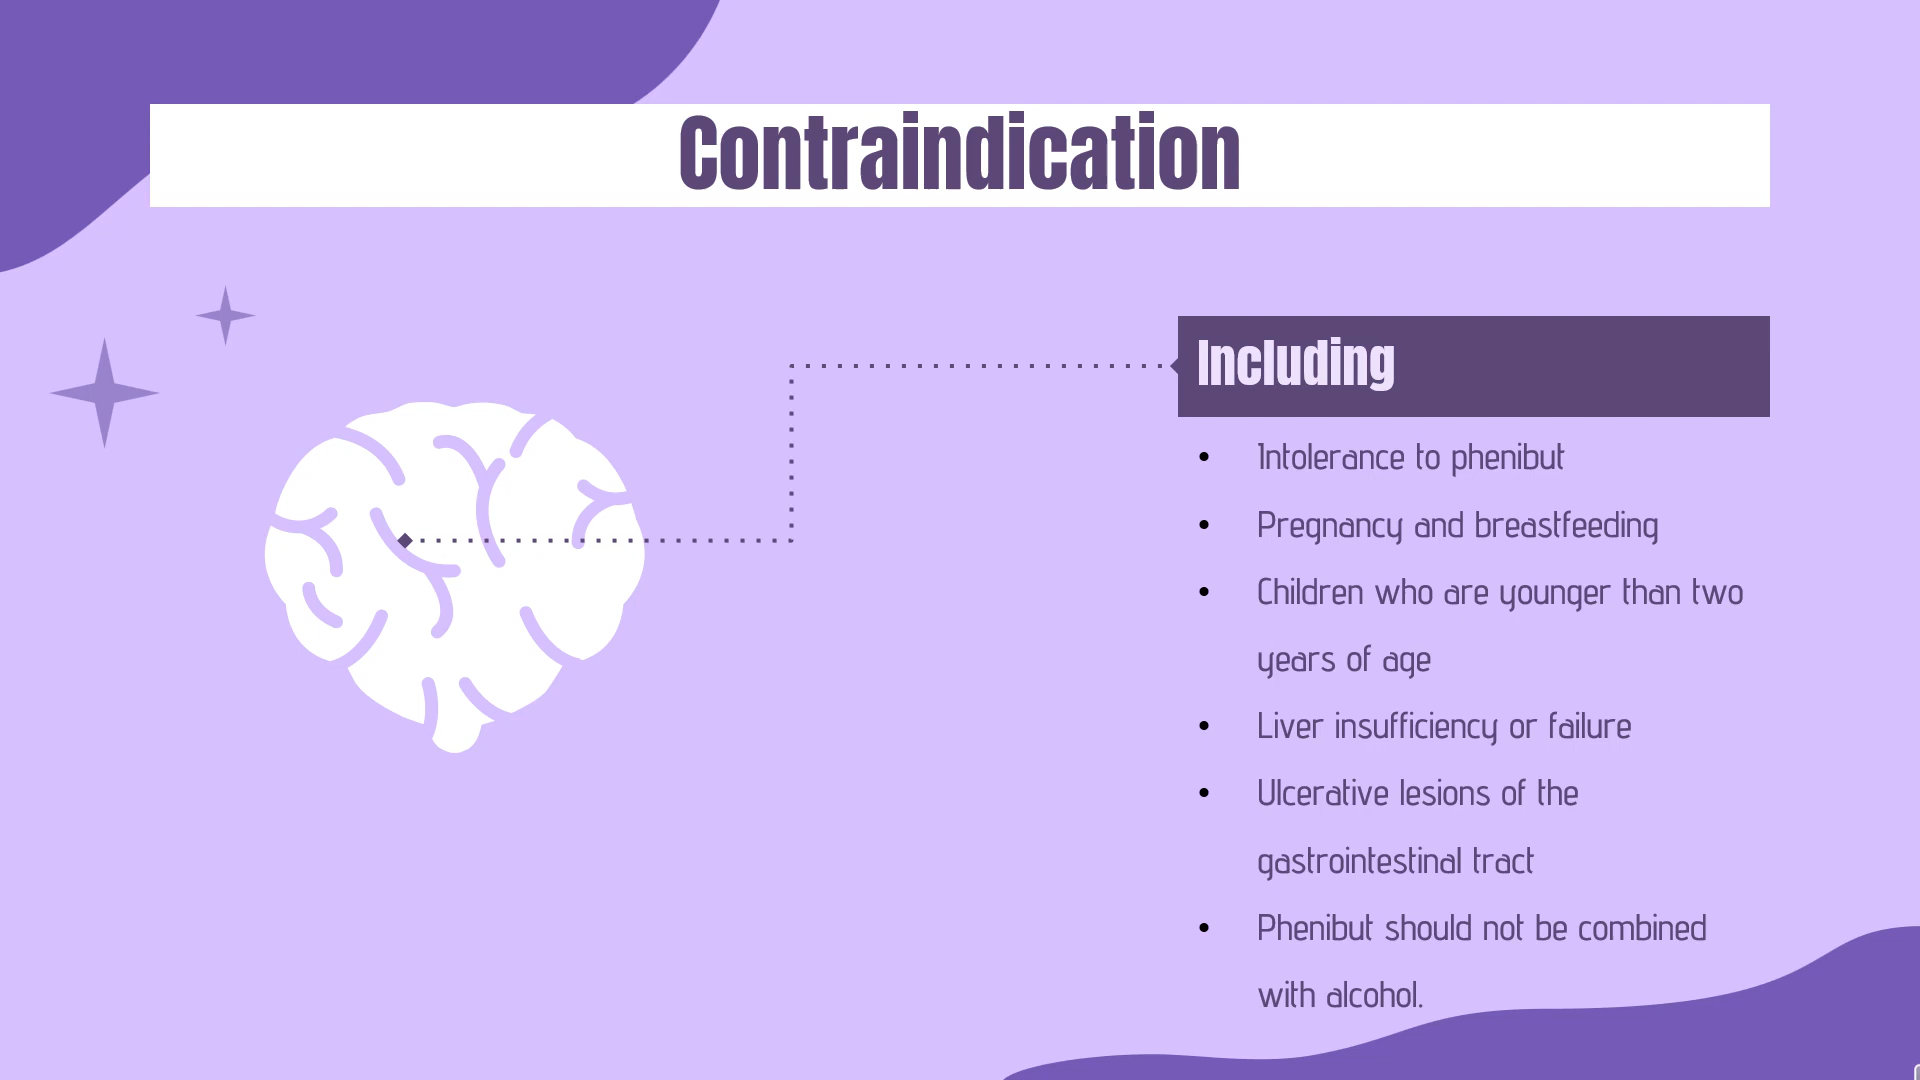 Contraindication
Including
• Intolerance to phenibut
• Pregnancy and breastfeeding
• Children who are younger than two
years of age
• Liver insufficiency or failure
• Ulcerative lesions of the
gastrointestinal tract
• Phenibut should not be combined
with alcohol.